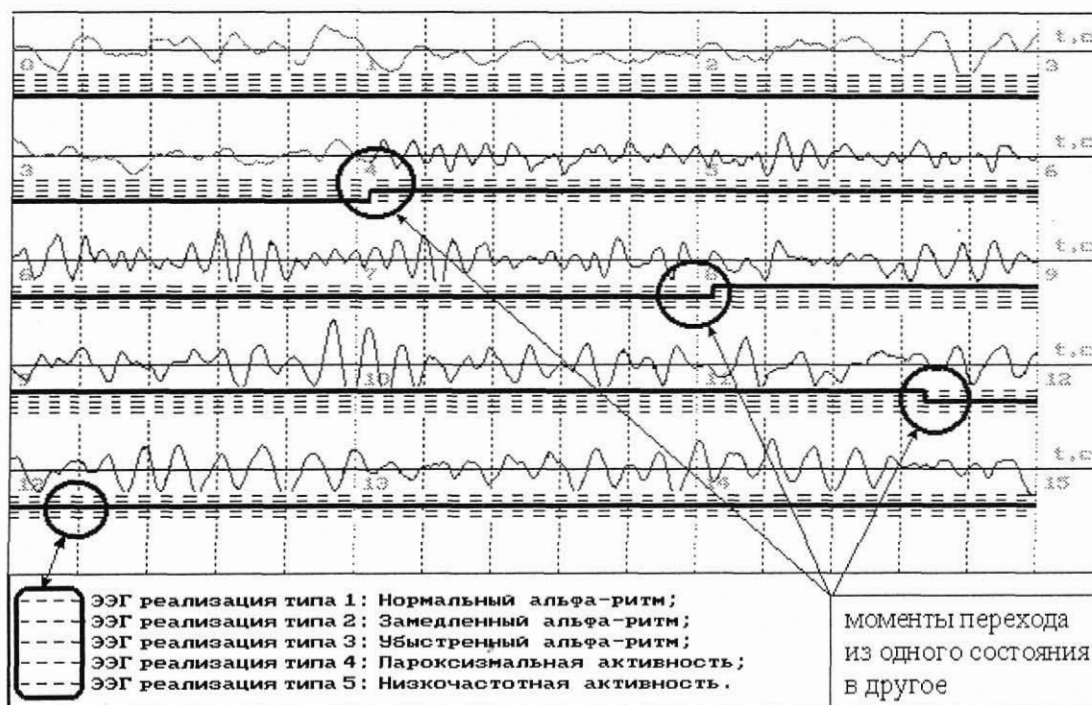 t,c
0 1 2 3
t,c
3 4 5 6
t,c
6 7 8 9
t,c
9 10 11 12
t,c
12 13 14 15
ЭЭГ реализация типа 1: Нормальный альфа-ритм;
ЭЭГ реализация типа 2: Замедленный альфа-ритм;
ЭЭГ реализация типа 3: Убыстренный альфа-ритм;
ЭЭГ реализация типа 4: Пароксизмальная активность;
ЭЭГ реализация типа 5: Низкочастотная активность.
моменты перехода
из одного состояния
в другое